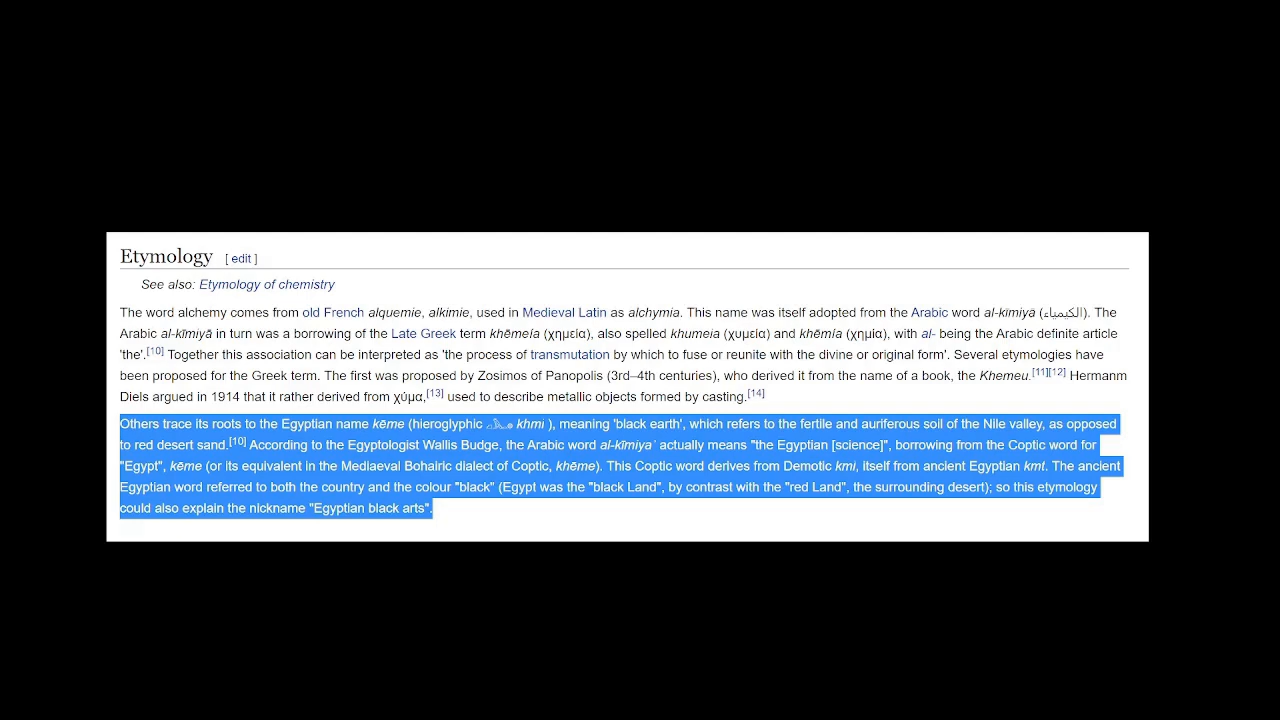 Etymology [ edit ]
See also: Etymology of chemistry
The word alchemy comes from old French alquemie, alkimie, used in Medieval Latin as alchymia. This name was itself adopted from the Arabic word al-kīmiyā (الكيمياء). The
Arabic al-kīmiyā in turn was a borrowing of the Late Greek term khēmeía (χημεία), also spelled khumeia (χυμεία) and khēmía (χημία), with al- being the Arabic definite article
'the'.[10] Together this association can be interpreted as 'the process of transmutation by which to fuse or reunite with the divine or original form'. Several etymologies have
been proposed for the Greek term. The first was proposed by Zosimos of Panopolis (3rd–4th centuries), who derived it from the name of a book, the Khemeu.[11][12] Hermanm
Diels argued in 1914 that it rather derived from χύμα,[13] used to describe metallic objects formed by casting.[14]
Others trace its roots to the Egyptian name kēme (hieroglyphic khmi ), meaning 'black earth', which refers to the fertile and auriferous soil of the Nile valley, as opposed
to red desert sand.[10] According to the Egyptologist Wallis Budge, the Arabic word al-kīmiyaʾ actually means "the Egyptian [science]", borrowing from the Coptic word for
"Egypt", kēme (or its equivalent in the Mediaeval Bohairic dialect of Coptic, khēme). This Coptic word derives from Demotic kmỉ, itself from ancient Egyptian kmt. The ancient
Egyptian word referred to both the country and the colour "black" (Egypt was the "black Land", by contrast with the "red Land", the surrounding desert); so this etymology
could also explain the nickname "Egyptian black arts".